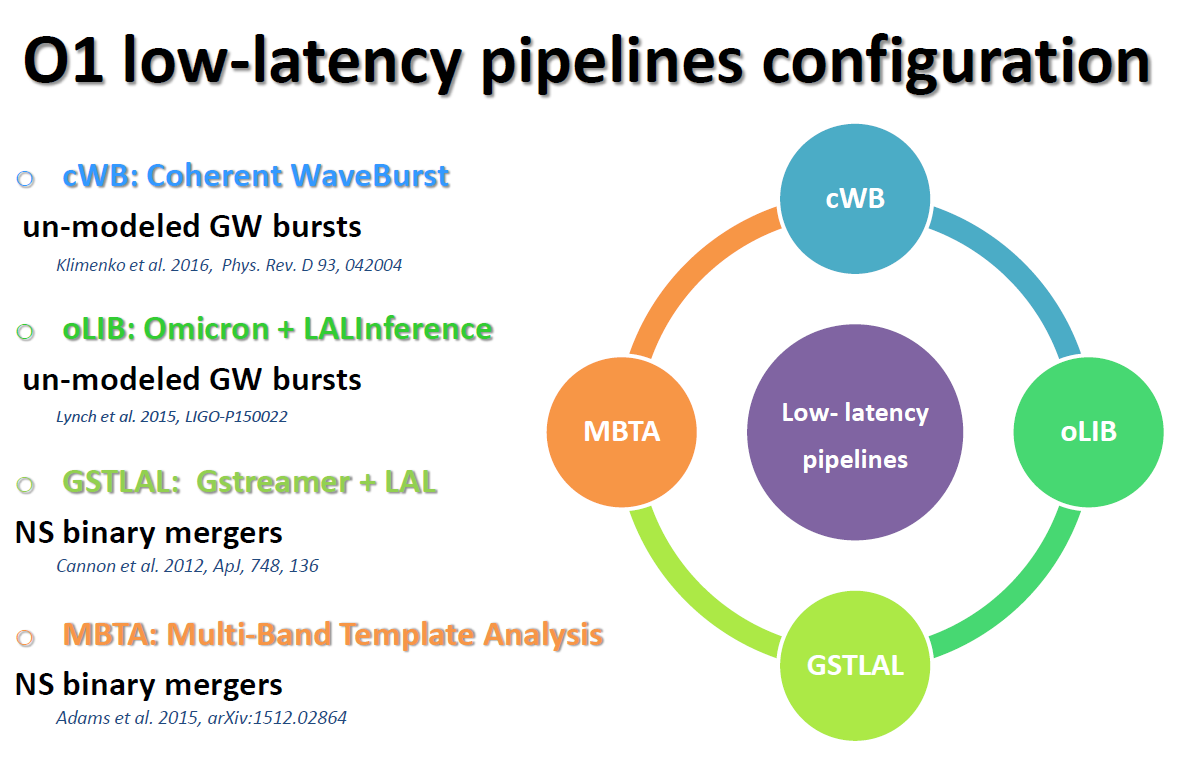 O1 low-latency pipelines configuration
cWB: Coherent WaveBurst
un-modeled GW bursts
Klimenko et al. 2016, Phys. Rev. D 93, 042004
oLIB: Omicron + LALInference
un-modeled GW bursts
Lynch et al. 2015, LIGO-P150022
GSTLAL: Gstreamer + LAL
NS binary mergers
Cannon et al. 2012, ApJ, 748, 136
MBTA: Multi-Band Template Analysis
NS binary mergers
Adams et al. 2015, arXiv:1512.02864
cWB
MBTA
Low- latency
pipelines
oLIB
GSTLAL